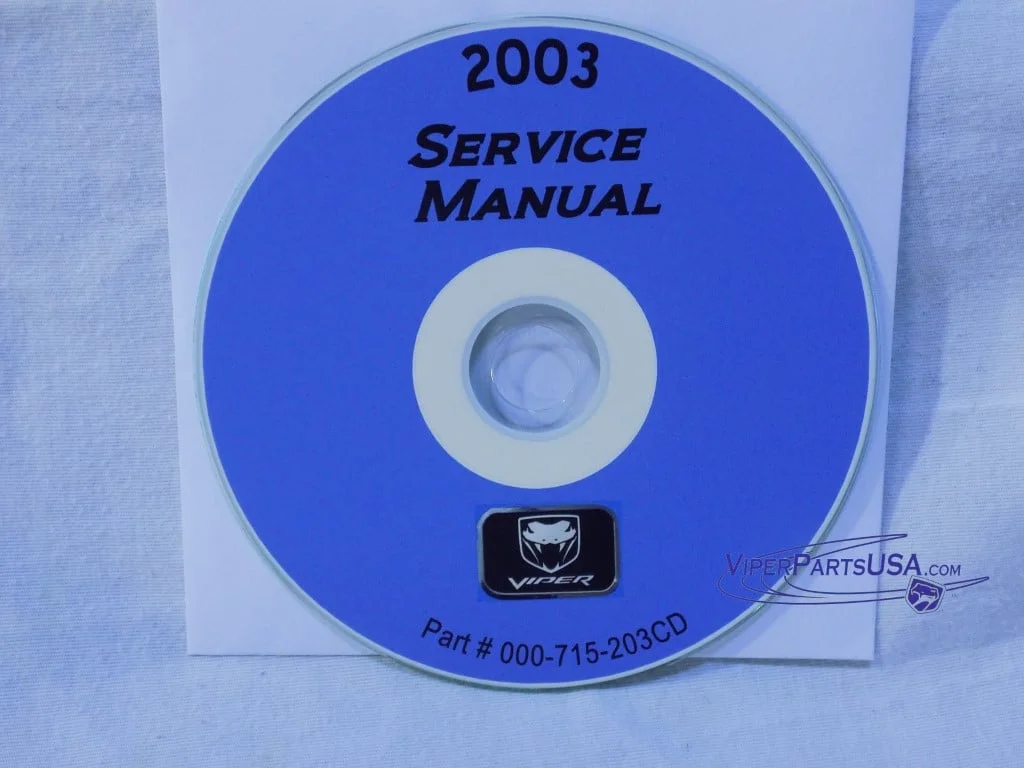 2003
SERVICE
MANUAL
VIPER
VIPERPARTSUSA.COM
Part # 000-715-203CD